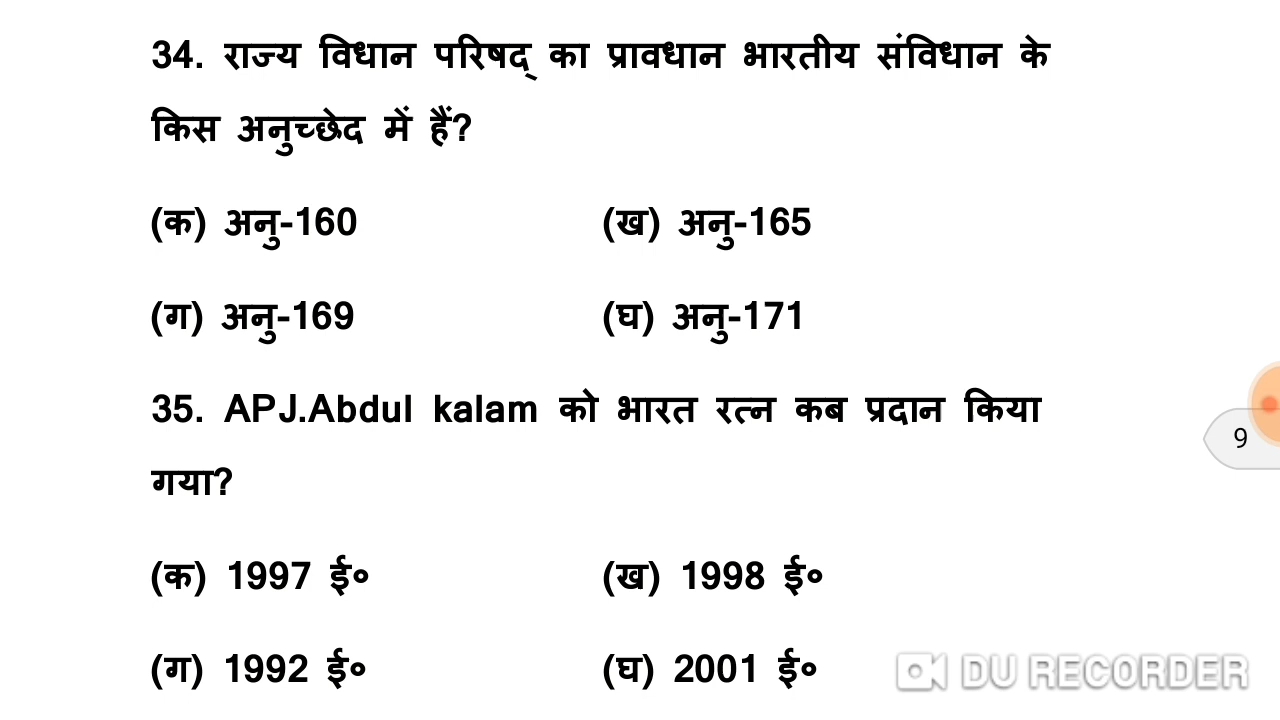 34. राज्य विधान परिषद् का प्रावधान भारतीय संविधान के
किस अनुच्छेद में हैं?
(क) अनु-160 (ख) अनु-165
(ग) अनु-169 (घ) अनु-171
35. APJ.Abdul kalam को भारत रत्न कब प्रदान किया
9
गया?
(क) 1997 ई० (ख) 1998 ई०
(ग) 1992 ई० (घ) 2001 ई०
DU RECORDER